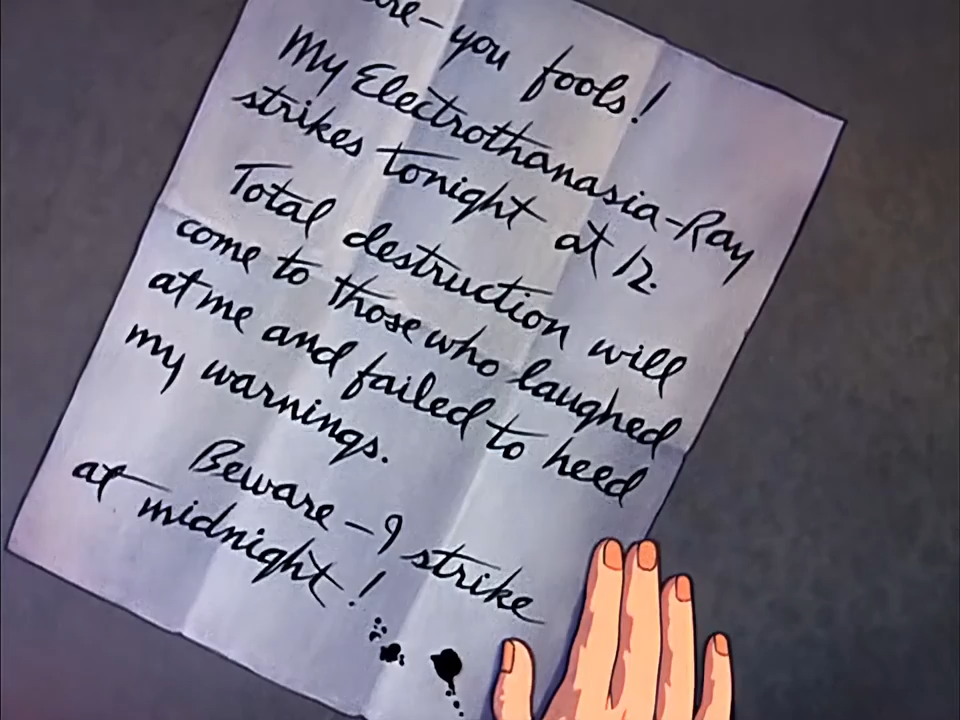 you fools!
My Electrothanasia-Ray
strikes tonight at 12.
Total destruction will
come to those who laughed
at me and failed to heed
my warnings.
Beware - I strike
at midnight!